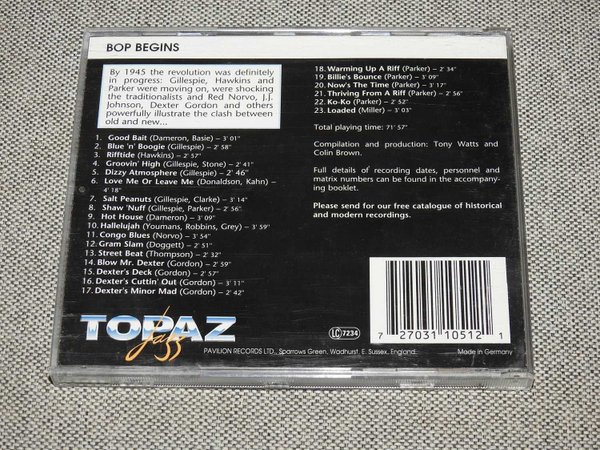 BOP BEGINS
By 1945 the revolution was definitely
in progress: Gillespie, Hawkins and
Parker were moving on, were shocking
the traditionalists and Red Norvo, J.J.
Johnson, Dexter Gordon and others
powerfully illustrate the clash between
old and new...
1. Good Bait (Dameron, Basie) – 3' 01"
2. Blue 'n' Boogie (Gillespie) – 2' 58"
3. Rifftide (Hawkins) – 2' 57"
4. Groovin' High (Gillespie, Stone) – 2' 41"
5. Dizzy Atmosphere (Gillespie) – 2' 46"
6. Love Me Or Leave Me (Donaldson, Kahn) –
4' 18"
7. Salt Peanuts (Gillespie, Clarke) – 3' 14"
8. Shaw 'Nuff (Gillespie, Parker) – 2' 56"
9. Hot House (Dameron) – 3' 09"
10. Hallelujah (Youmans, Robbins, Grey) – 3' 59"
11. Congo Blues (Norvo) – 3' 54"
12. Gram Slam (Doggett) – 2' 51"
13. Street Beat (Thompson) – 2' 32"
14. Blow Mr. Dexter (Gordon) – 2' 59"
15. Dexter's Deck (Gordon) – 2' 57"
16. Dexter's Cuttin' Out (Gordon) – 3' 11"
17. Dexter's Minor Mad (Gordon) – 2' 42"
18. Warming Up A Riff (Parker) – 2' 34"
19. Billie's Bounce (Parker) – 3' 09"
20. Now's The Time (Parker) – 3' 17"
21. Thriving From A Riff (Parker) – 2' 56"
22. Ko-Ko (Parker) – 2' 52"
23. Loaded (Miller) – 3' 03"
Total playing time: 71' 57"
Compilation and production: Tony Watts and
Colin Brown.
Full details of recording dates, personnel and
matrix numbers can be found in the accompany-
ing booklet.
Please send for our free catalogue of historical
and modern recordings.
TOPAZ
Jazz
LC 7234
7 27031 10512 1
PAVILION RECORDS LTD., Sparrows Green, Wadhurst, E. Sussex, England.
Made in Germany